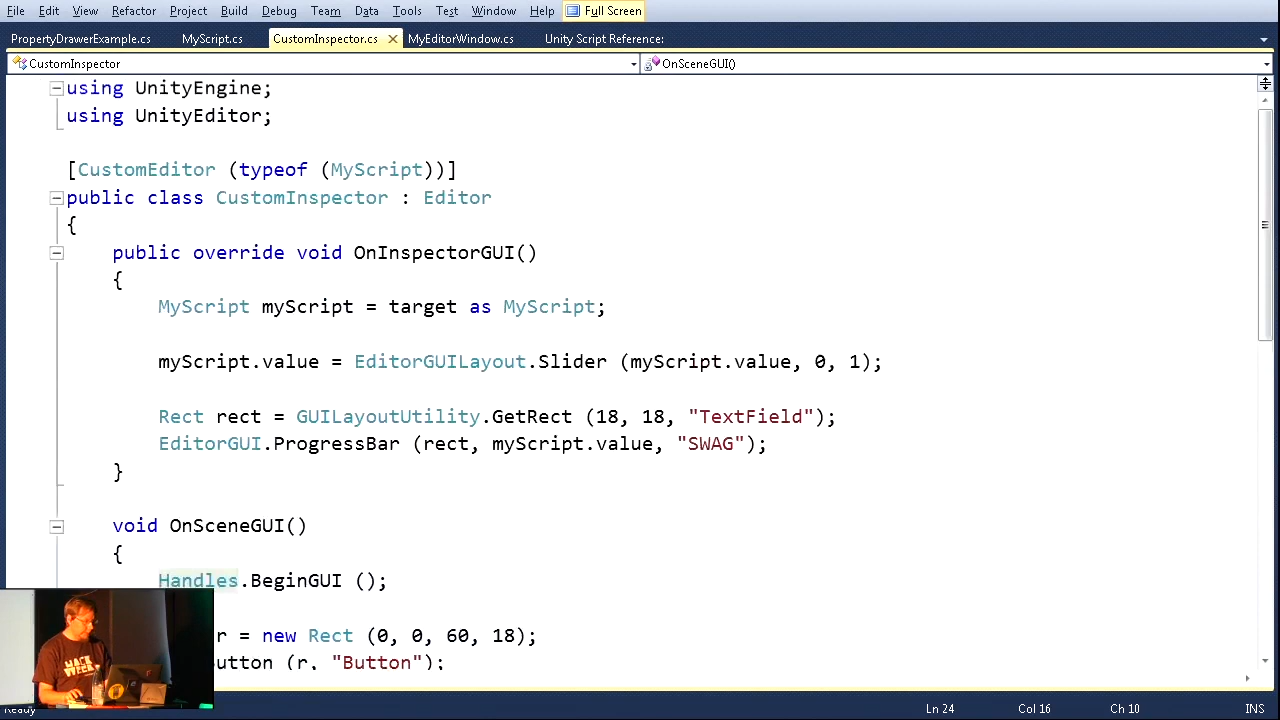 File Edit View Refactor Project Build Debug Team Data Tools Test Window Help Full Screen
PropertyDrawerExample.cs MyScript.cs CustomInspector.cs MyEditorWindow.cs Unity Script Reference:
CustomInspector OnSceneGUI()
using UnityEngine;
using UnityEditor;
[CustomEditor (typeof (MyScript))]
public class CustomInspector : Editor
{
public override void OnInspectorGUI()
{
MyScript myScript = target as MyScript;
myScript.value = EditorGUILayout.Slider (myScript.value, 0, 1);
Rect rect = GUILayoutUtility.GetRect (18, 18, "TextField");
EditorGUI.ProgressBar (rect, myScript.value, "SWAG");
}
void OnSceneGUI()
{
Handles.BeginGUI ();
r = new Rect (0, 0, 60, 18);
utton (r, "Button");
HACK
WEEK
Ready Ln 24 Col 16 Ch 10 INS